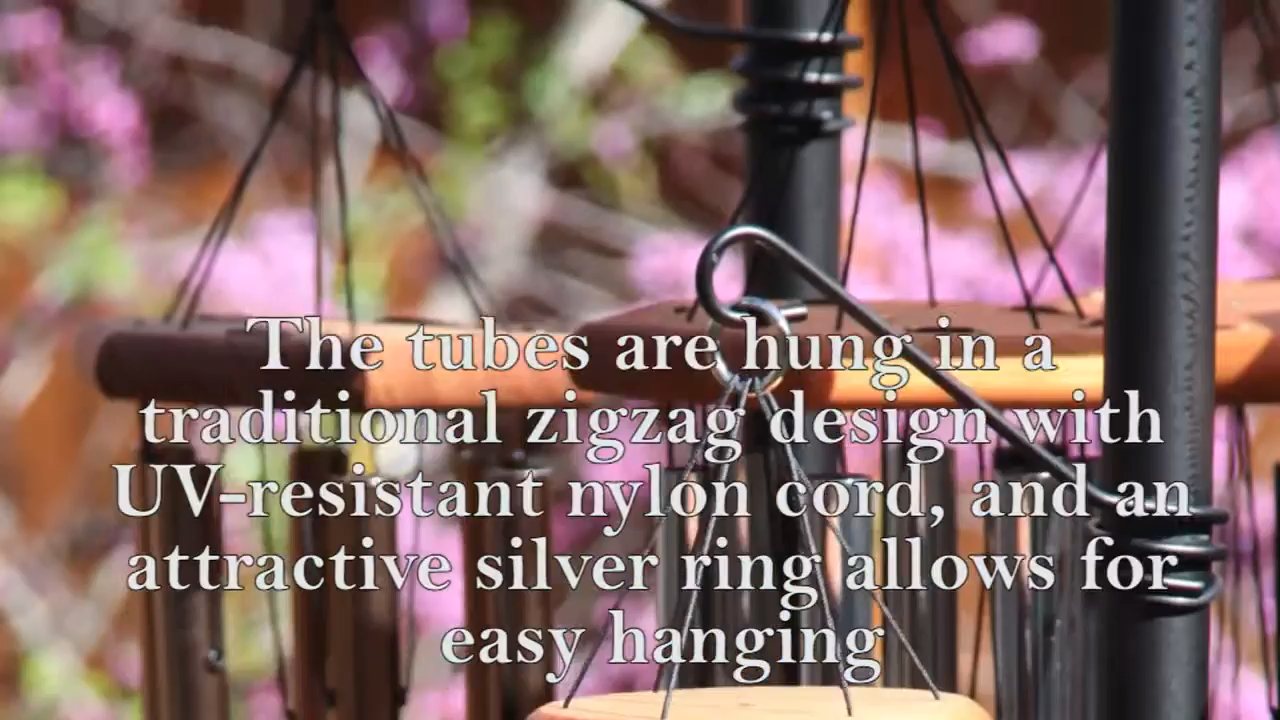 The tubes are hung in a
traditional zigzag design with
UV-resistant nylon cord, and an
attractive silver ring allows for
easy hanging